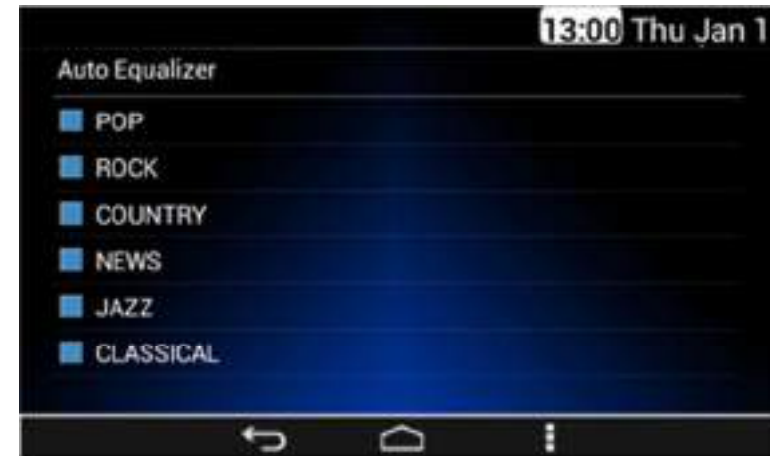 13:00 Thu Jan 1
Auto Equalizer
POP
ROCK
COUNTRY
NEWS
JAZZ
CLASSICAL